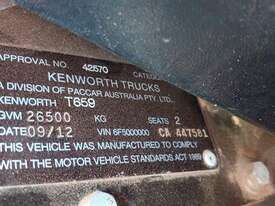 APPROVAL NO. 42570 CATEGO
KENWORTH TRUCKS
A DIVISION OF PACCAR AUSTRALIA PTY. LTD.
KENWORTH T659
GVM 26500 KG SEATS 2
DATE 09/12 VIN 6F5000000 CA 447581
THIS VEHICLE WAS MANUFACTURED TO COMPLY
WITH THE MOTOR VEHICLE STANDARDS ACT 1989